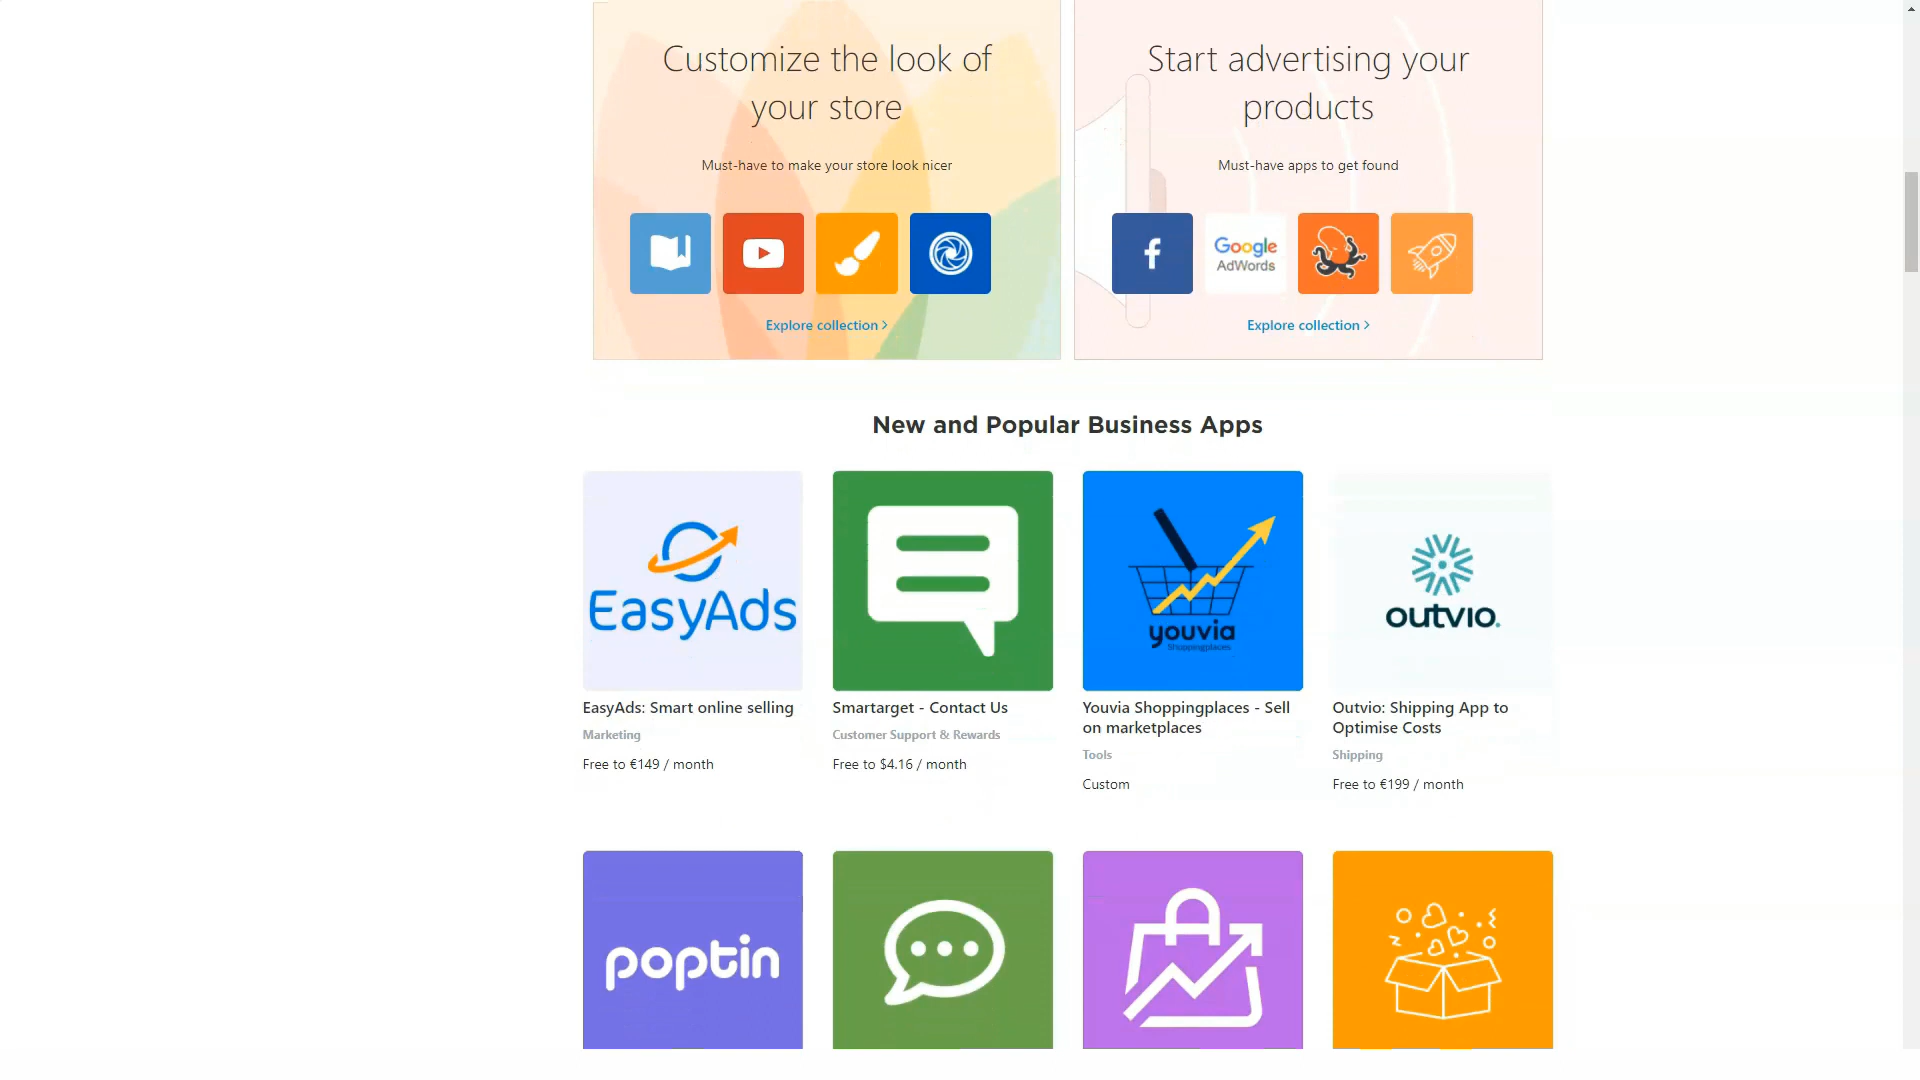 Customize the look of
your store
Must-have to make your store look nicer
Explore collection
Start advertising your
products
Must-have apps to get found
Google
AdWords
Explore collection
New and Popular Business Apps
EasyAds
EasyAds: Smart online selling
Marketing
Free to €149 / month
Smartarget - Contact Us
Customer Support & Rewards
Free to $4.16 / month
youvia
Shoppingplaces
Youvia Shoppingplaces - Sell
on marketplaces
Tools
Custom
outvio.
Outvio: Shipping App to
Optimise Costs
Shipping
Free to €199 / month
poptin